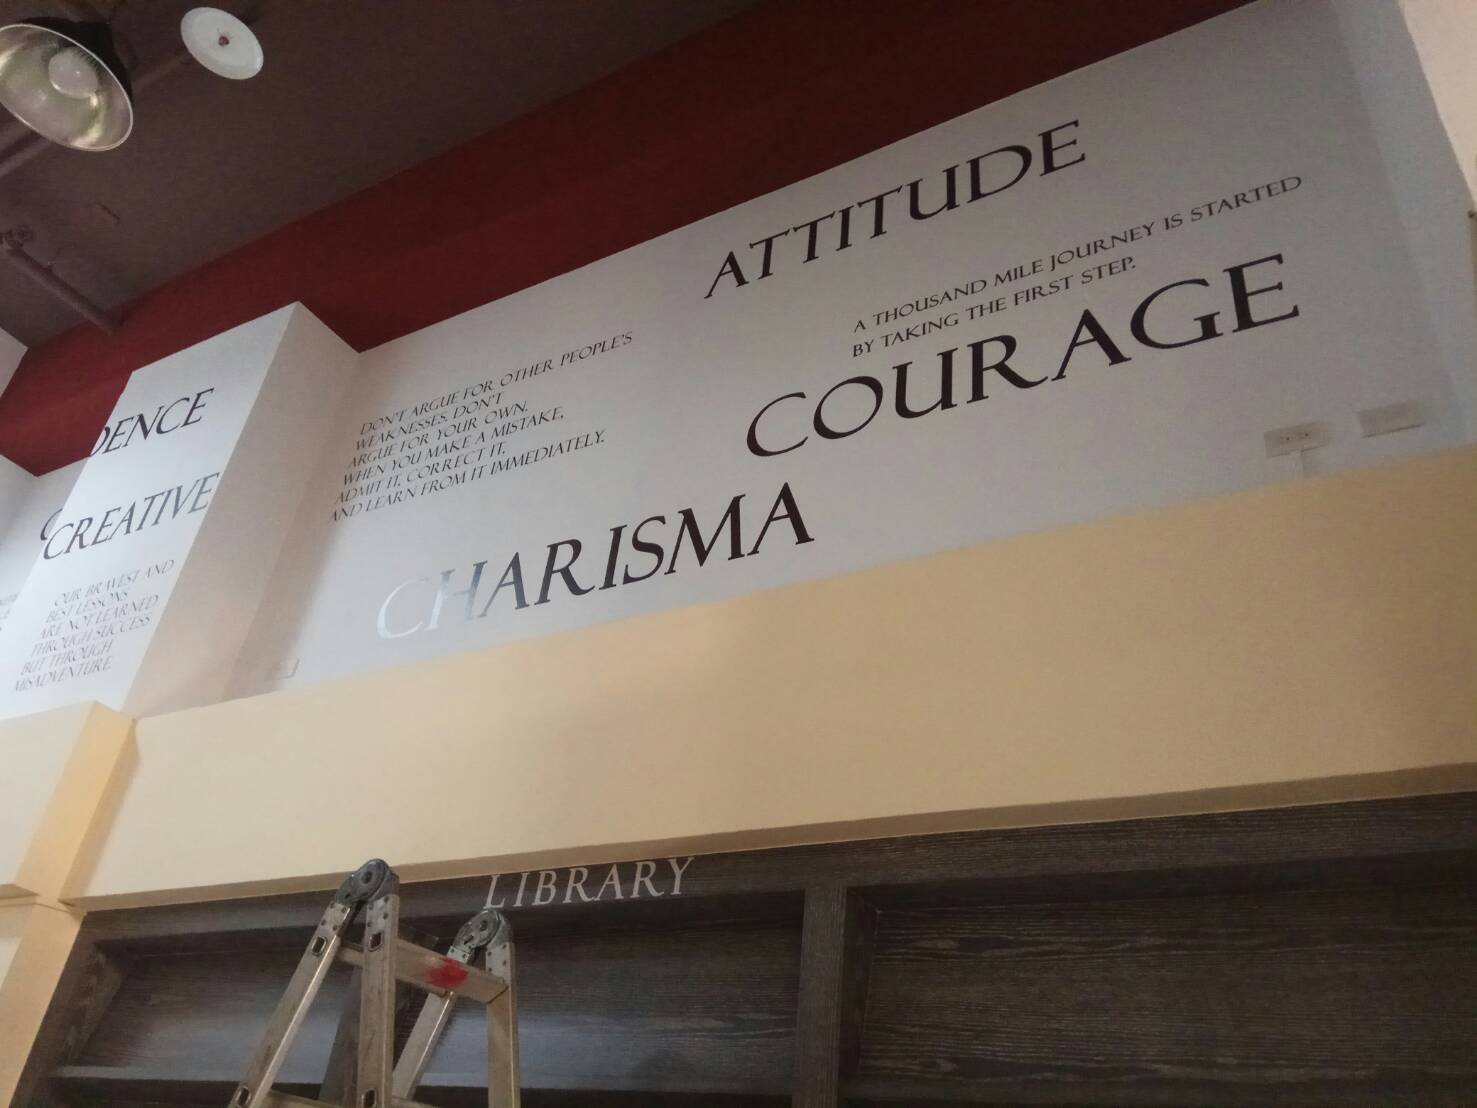 DENCE
CREATIVE
OUR BRAVEST AND
BEST LESSONS
ARE NOT LEARNED
THROUGH SUCCESS
BUT THROUGH
MISADVENTURE.
DON'T ARGUE FOR OTHER PEOPLE'S
WEAKNESSES. DON'T
ARGUE FOR YOUR OWN.
WHEN YOU MAKE A MISTAKE,
ADMIT IT, CORRECT IT,
AND LEARN FROM IT IMMEDIATELY.
ATTITUDE
A THOUSAND MILE JOURNEY IS STARTED
BY TAKING THE FIRST STEP.
COURAGE
CHARISMA
LIBRARY